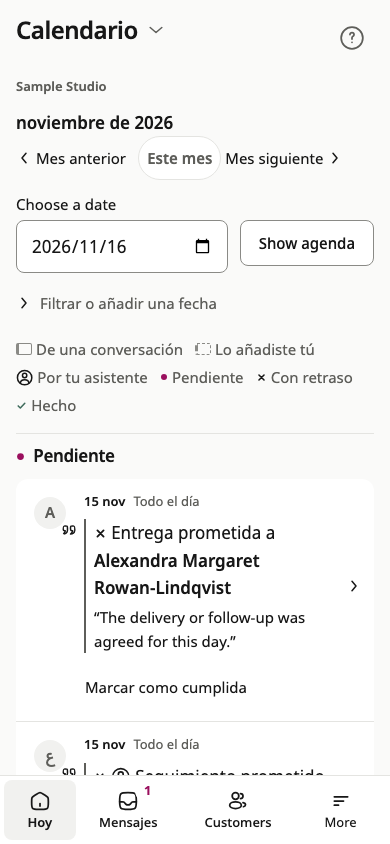 Calendario
Sample Studio
noviembre de 2026
Mes anterior Este mes Mes siguiente
Choose a date
2026/11/16 Show agenda
Filtrar o añadir una fecha
De una conversación Lo añadiste tú
Por tu asistente Pendiente × Con retraso
✓ Hecho
Pendiente
A 15 nov Todo el día
× Entrega prometida a
Alexandra Margaret
Rowan-Lindqvist
“The delivery or follow-up was
agreed for this day.”
Marcar como cumplida
ع 15 nov Todo el día
× Seguimiento prometido
1
Hoy Mensajes Customers More